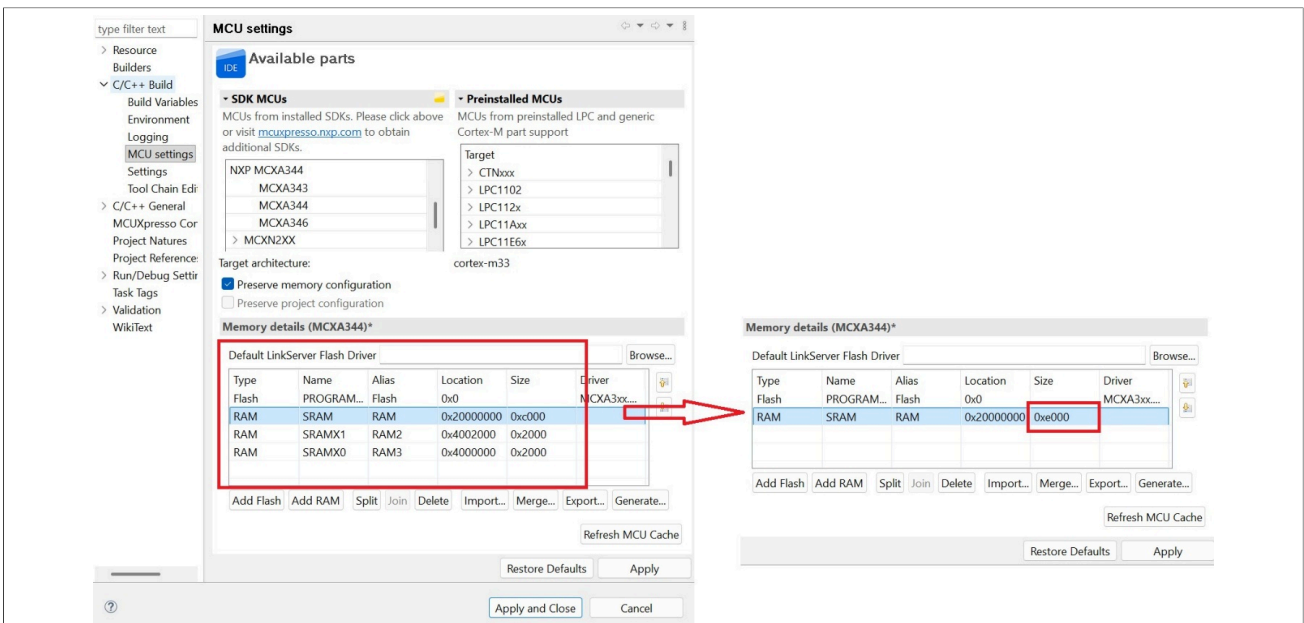 type filter text
Resource
Builders
C/C++ Build
Build Variables
Environment
Logging
MCU settings
Settings
Tool Chain Edi
C/C++ General
MCUXpresso Cor
Project Natures
Project Reference
Run/Debug Settir
Task Tags
Validation
WikiText
MCU settings
IDE
Available parts
SDK MCUs
MCUs from installed SDKs. Please click above
or visit mcuxpresso.nxp.com to obtain
additional SDKs.
NXP MCXA344
MCXA343
MCXA344
MCXA346
MCXN2XX
Preinstalled MCUs
MCUs from preinstalled LPC and generic
Cortex-M part support
Target
CTNxxx
LPC1102
LPC112x
LPC11Axx
LPC11E6x
Target architecture: cortex-m33
Preserve memory configuration
Preserve project configuration
Memory details (MCXA344)*
Default LinkServer Flash Driver Browse...
Type Name Alias Location Size Driver
Flash PROGRAM... Flash 0x0 MCXA3xx....
RAM SRAM RAM 0x20000000 0xc000
RAM SRAMX1 RAM2 0x4002000 0x2000
RAM SRAMX0 RAM3 0x4000000 0x2000
Add Flash Add RAM Split Join Delete Import... Merge... Export... Generate...
Refresh MCU Cache
Restore Defaults Apply
? Apply and Close Cancel
Memory details (MCXA344)*
Default LinkServer Flash Driver Browse...
Type Name Alias Location Size Driver
Flash PROGRAM... Flash 0x0 MCXA3xx....
RAM SRAM RAM 0x20000000 0xe000
Add Flash Add RAM Split Join Delete Import... Merge... Export... Generate...
Refresh MCU Cache
Restore Defaults Apply